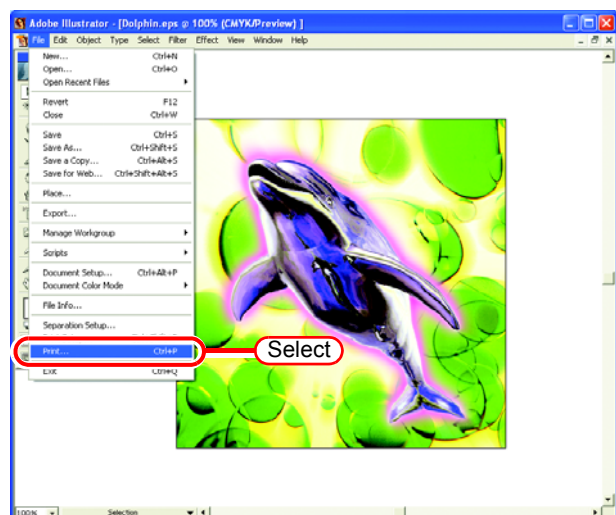 Adobe Illustrator - [Dolphin.eps @ 100% (CMYK/Preview) ]
File Edit Object Type Select Filter Effect View Window Help
New... Ctrl+N
Open... Ctrl+O
Open Recent Files
Revert F12
Close Ctrl+W
Save Ctrl+S
Save As... Ctrl+Shift+S
Save a Copy... Ctrl+Alt+S
Save for Web... Ctrl+Shift+Alt+S
Place...
Export...
Manage Workgroup
Scripts
Document Setup... Ctrl+Alt+P
Document Color Mode
File Info...
Separation Setup...
Print... Ctrl+P
Select
Exit Ctrl+Q
100% Selection